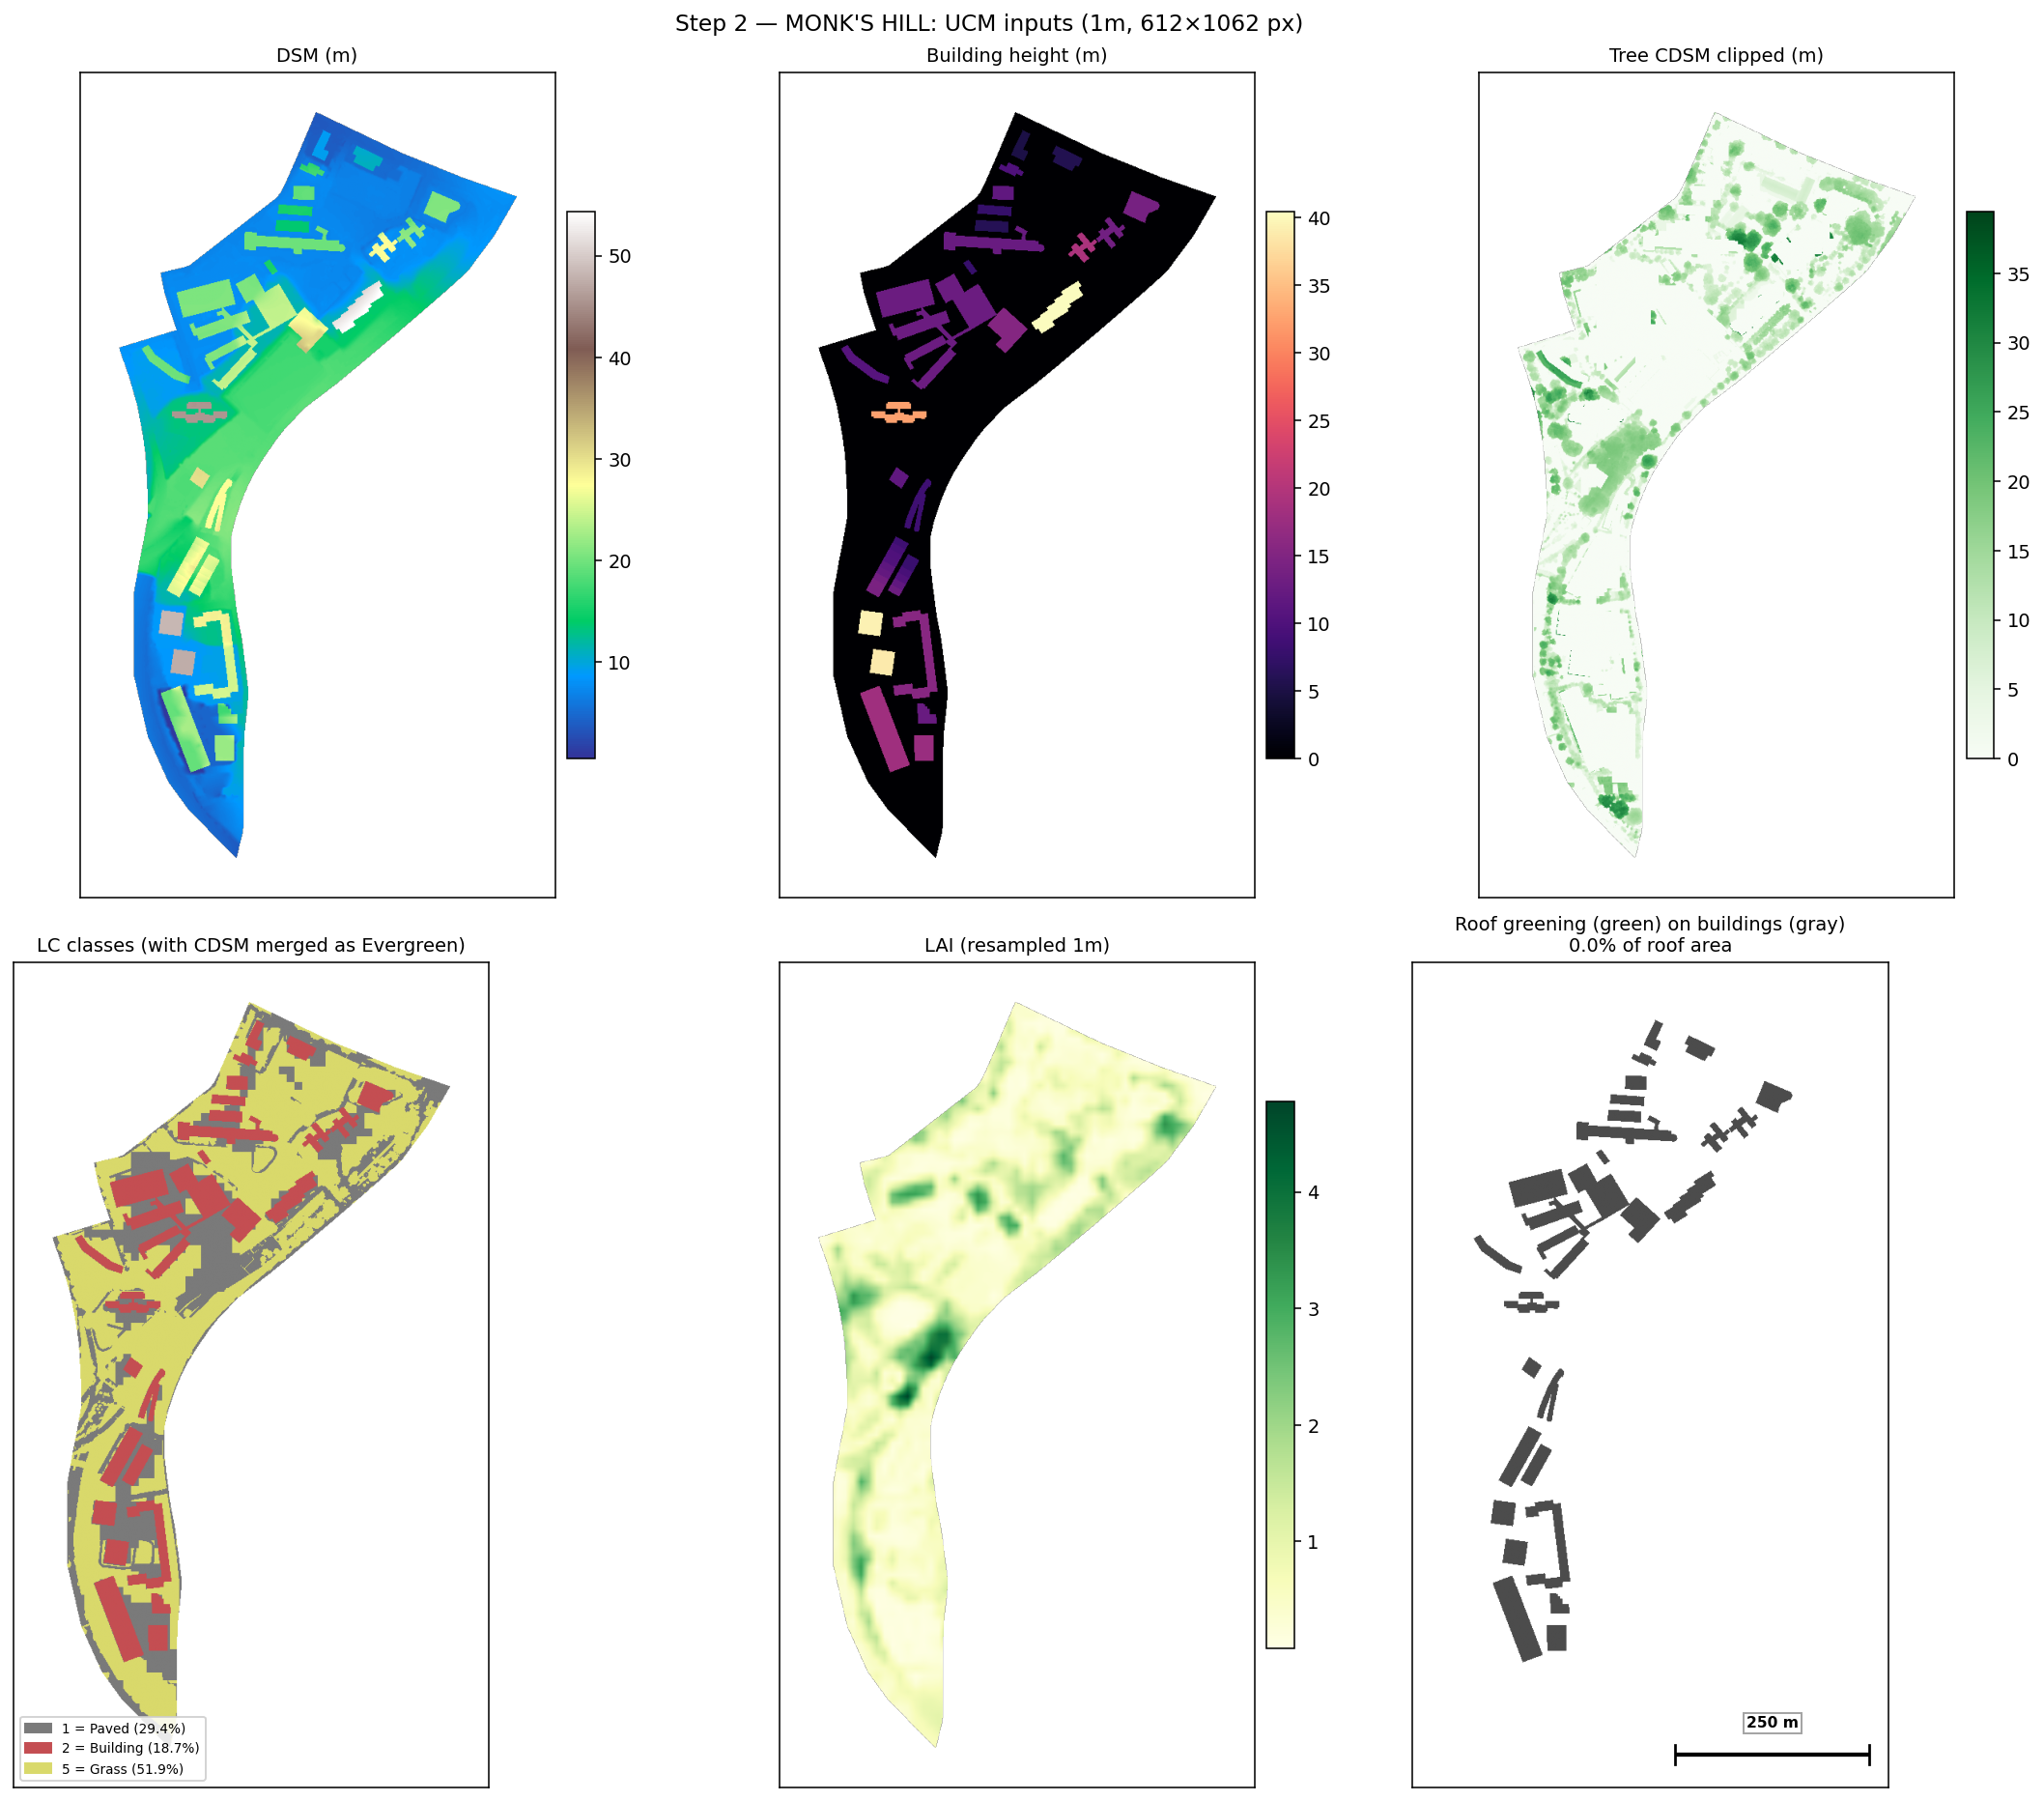 Step 2 — MONK'S HILL: UCM inputs (1m, 612×1062 px)
DSM (m)
50
40
30
20
10
Building height (m)
40
35
30
25
20
15
10
5
0
Tree CDSM clipped (m)
35
30
25
20
15
10
5
0
LC classes (with CDSM merged as Evergreen)
1 = Paved (29.4%)
2 = Building (18.7%)
5 = Grass (51.9%)
LAI (resampled 1m)
4
3
2
1
Roof greening (green) on buildings (gray)
0.0% of roof area
250 m